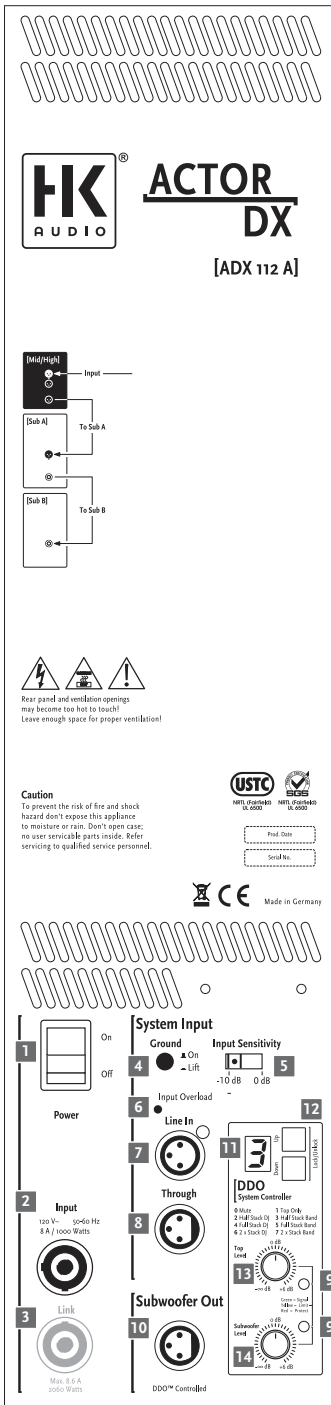 HK
®
AUDIO
ACTOR
DX
[ADX 112 A]
[Mid/High]
Input
[Sub A]
To Sub A
[Sub B]
To Sub B
Rear panel and ventilation openings
may become too hot to touch!
Leave enough space for proper ventilation!
Caution
To prevent the risk of fire and shock
hazard don't expose this appliance
to moisture or rain. Don't open case;
no user servicable parts inside. Refer
servicing to qualified service personnel.
USTC
NRTL (Fairfield)
UL 6500
SGS
NRTL (Fairfield)
UL 6500
Prod. Date
Serial No.
CE
Made in Germany
1
On
Off
Power
2
Input
120 V~ 50-60 Hz
8 A / 1000 Watts
3
Link
Max. 8.6 A
2060 Watts
System Input
4
Ground
On
Lift
Input Sensitivity
5
-10 dB 0 dB
6
Input Overload
Line In
7
Through
8
Subwoofer Out
10
DDO™ Controlled
11
3
Up
Down
Lock/Unlock
12
DDO
System Controller
0 Mute 1 Top Only
2 Half Stack DJ 3 Half Stack Band
4 Full Stack DJ 5 Full Stack Band
6 2 x Stack DJ 7 2 x Stack Band
Top
Level
0 dB
13
-∞ dB +6 dB
9
Green = Signal
Yellow = Limit
Red = Protect
Subwoofer
Level
0 dB
14
-∞ dB +6 dB
9